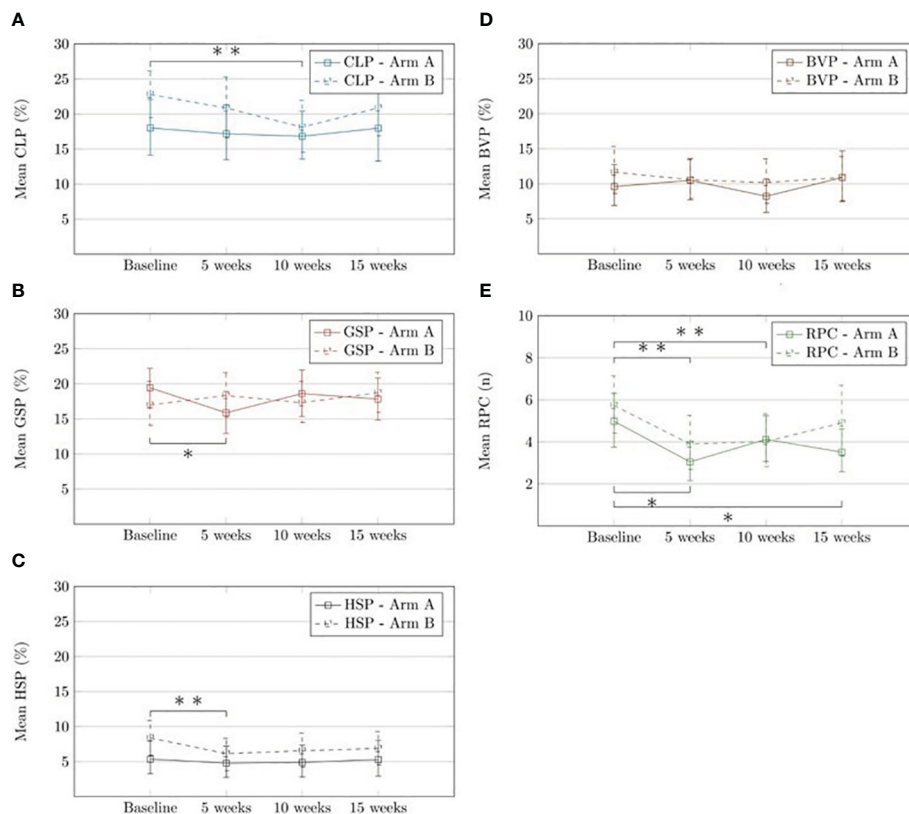 A
Mean CLP (%)
30
25
20
15
10
5
* *
CLP - Arm A
CLP - Arm B
Baseline 5 weeks 10 weeks 15 weeks
B
Mean GSP (%)
30
25
20
15
10
5
GSP - Arm A
GSP - Arm B
*
Baseline 5 weeks 10 weeks 15 weeks
C
Mean HSP (%)
30
25
20
15
10
5
HSP - Arm A
HSP - Arm B
* *
Baseline 5 weeks 10 weeks 15 weeks
D
Mean BVP (%)
30
25
20
15
10
5
BVP - Arm A
BVP - Arm B
Baseline 5 weeks 10 weeks 15 weeks
E
Mean RPC (n)
10
8
6
4
2
RPC - Arm A
RPC - Arm B
* *
* *
*
*
Baseline 5 weeks 10 weeks 15 weeks